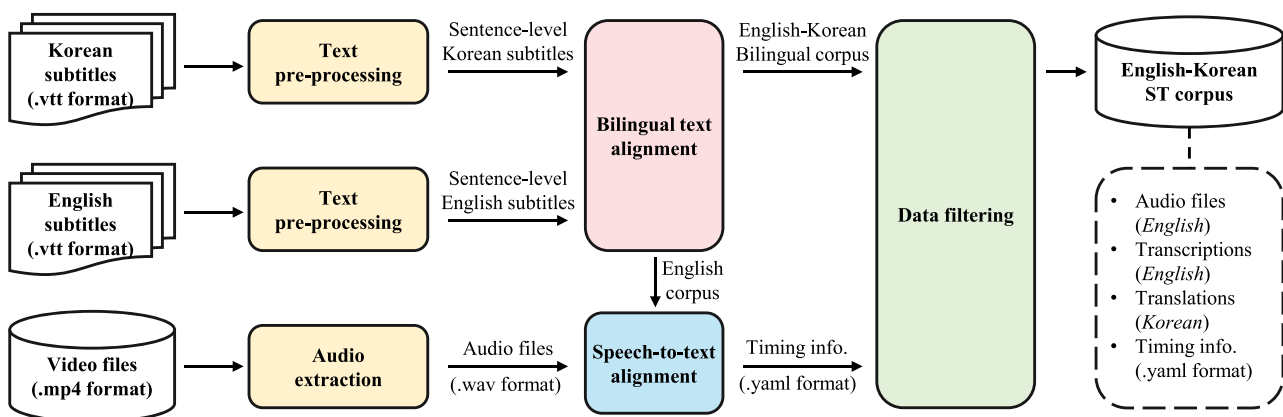 Korean
subtitles
(.vtt format)
Text
pre-processing
Sentence-level
Korean subtitles
English
subtitles
(.vtt format)
Text
pre-processing
Sentence-level
English subtitles
Bilingual text
alignment
English-Korean
Bilingual corpus
English
corpus
Video files
(.mp4 format)
Audio
extraction
Audio files
(.wav format)
Speech-to-text
alignment
Timing info.
(.yaml format)
Data filtering
English-Korean
ST corpus
• Audio files
(English)
• Transcriptions
(English)
• Translations
(Korean)
• Timing info.
(.yaml format)